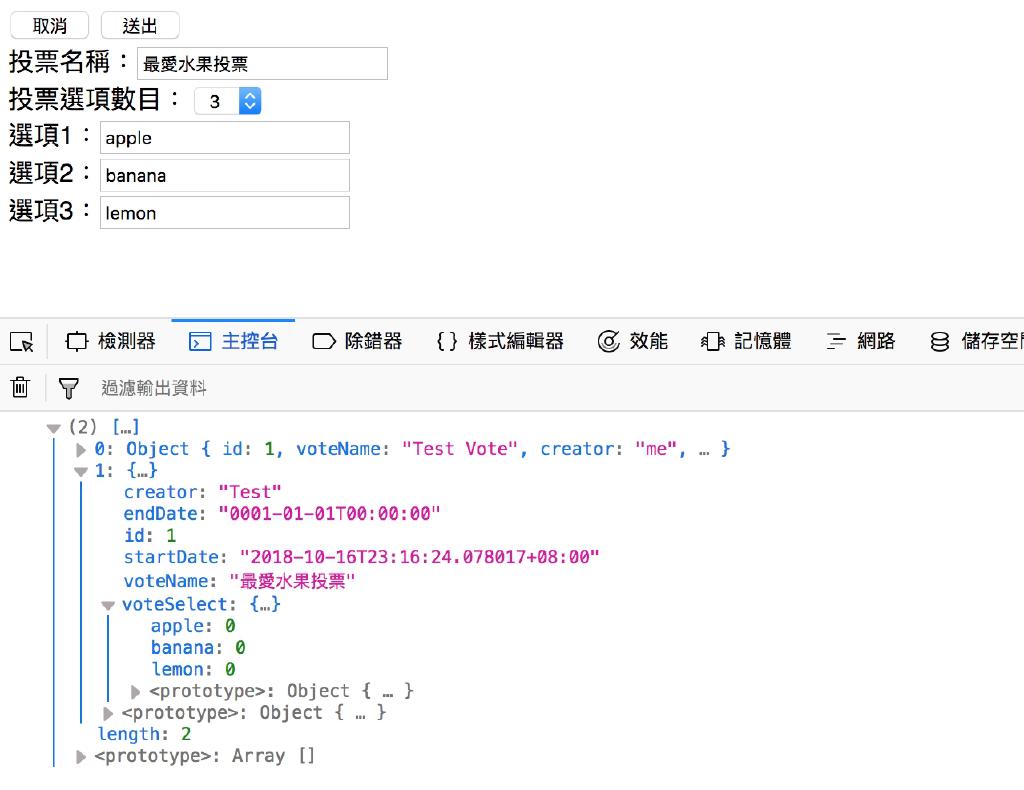 取消 送出
投票名稱： 最愛水果投票
投票選項數目： 3
選項1： apple
選項2： banana
選項3： lemon
檢測器 主控台 除錯器 {} 樣式編輯器 效能 記憶體 網路 儲存空間
過濾輸出資料
(2) […]
0: Object { id: 1, voteName: "Test Vote", creator: "me", … }
1: {…}
creator: "Test"
endDate: "0001-01-01T00:00:00"
id: 1
startDate: "2018-10-16T23:16:24.078017+08:00"
voteName: "最愛水果投票"
voteSelect: {…}
apple: 0
banana: 0
lemon: 0
<prototype>: Object { … }
<prototype>: Object { … }
length: 2
<prototype>: Array []